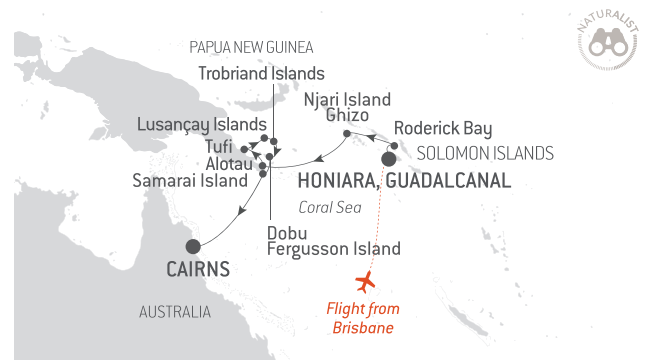 NATURALIST
PAPUA NEW GUINEA
Trobriand Islands
Njari Island
Ghizo
Lusançay Islands
Roderick Bay
Tufi
SOLOMON ISLANDS
Alotau
Samarai Island
HONIARA, GUADALCANAL
Coral Sea
Dobu
Fergusson Island
CAIRNS
AUSTRALIA
Flight from
Brisbane